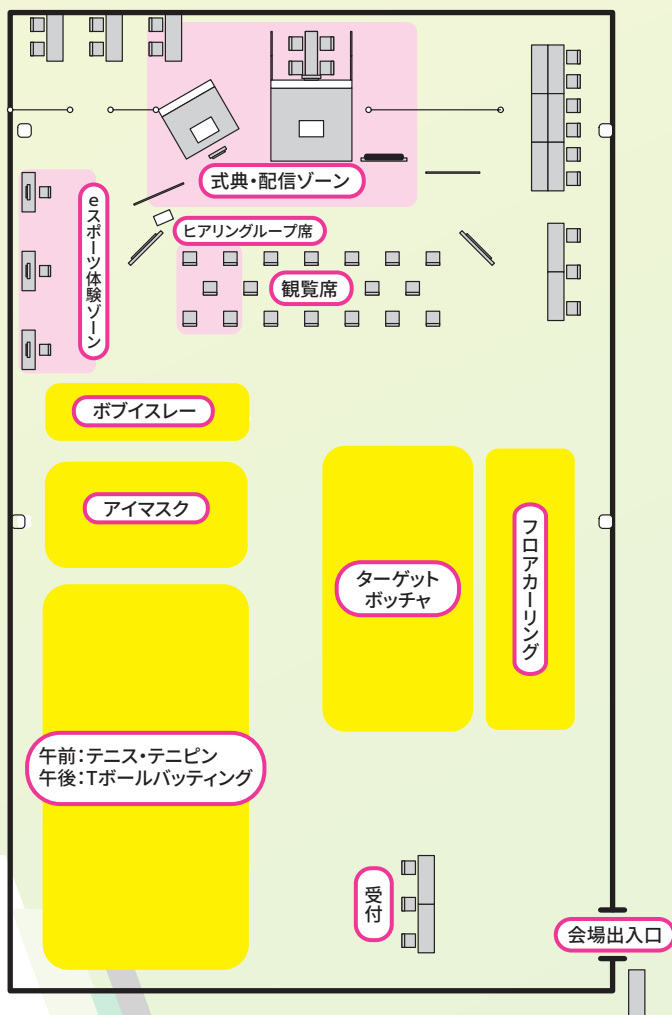 式典・配信ゾーン
eスポーツ体験ゾーン
ヒアリングループ席
観覧席
ボブイスレー
アイマスク
ターゲット
ボッチャ
フロアカーリング
午前：テニス・テニピン
午後：Tボールバッティング
受付
会場出入口